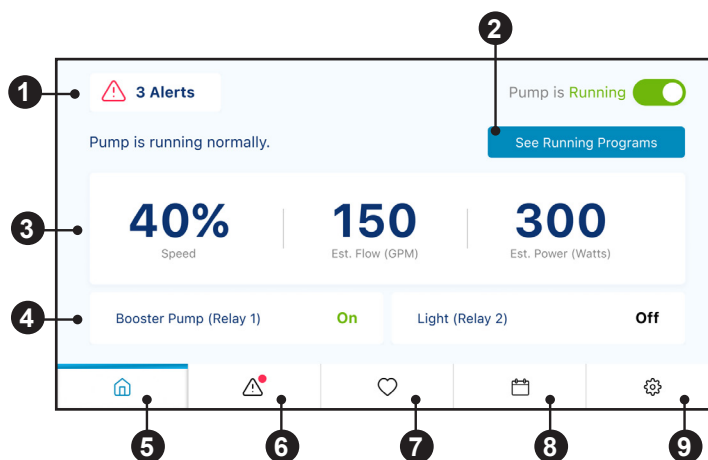 2
1
3 Alerts
Pump is Running
Pump is running normally.
See Running Programs
3
40%
150
300
Speed
Est. Flow (GPM)
Est. Power (Watts)
4
Booster Pump (Relay 1)
On
Light (Relay 2)
Off
5
6
7
8
9